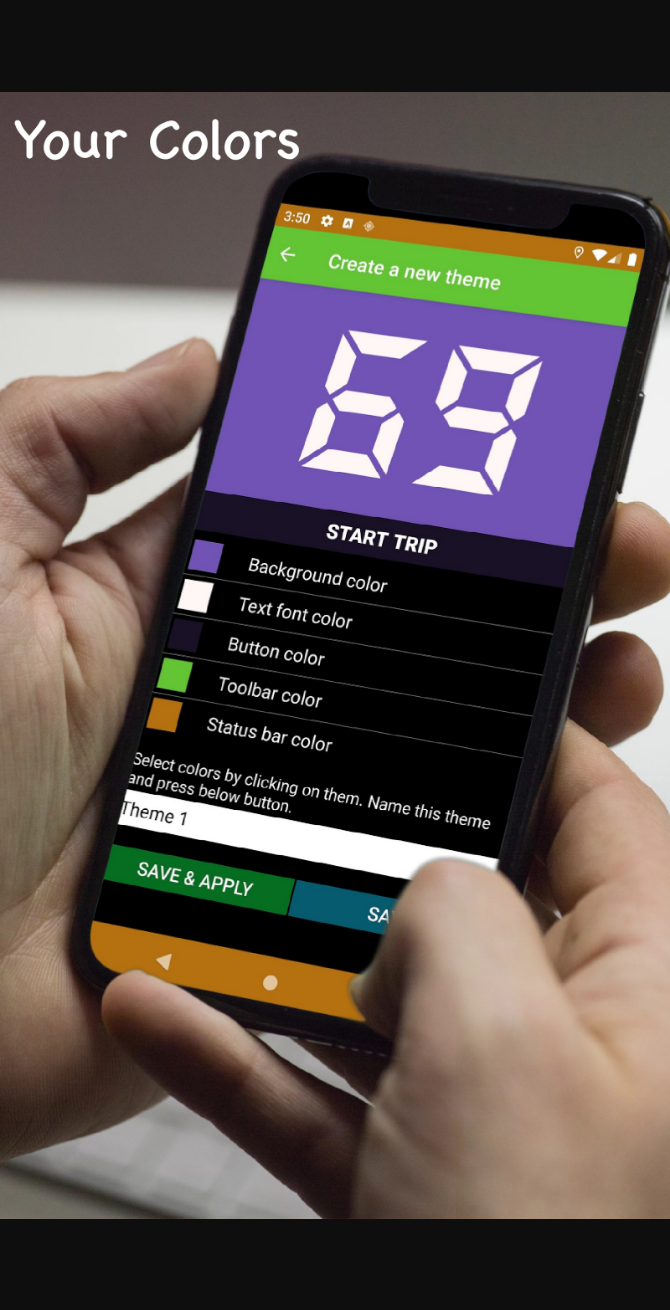 Your Colors
3:50
Create a new theme
69
START TRIP
Background color
Text font color
Button color
Toolbar color
Status bar color
Select colors by clicking on them. Name this theme
and press below button.
Theme 1
SAVE & APPLY